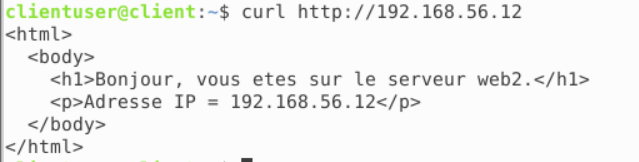 clientuser@client:~$ curl http://192.168.56.12
<html>
  <body>
    <h1>Bonjour, vous etes sur le serveur web2.</h1>
    <p>Adresse IP = 192.168.56.12</p>
  </body>
</html>